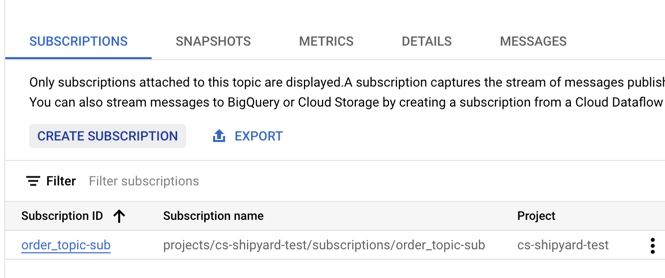 SUBSCRIPTIONS SNAPSHOTS METRICS DETAILS MESSAGES
Only subscriptions attached to this topic are displayed.A subscription captures the stream of messages publish
You can also stream messages to BigQuery or Cloud Storage by creating a subscription from a Cloud Dataflow
CREATE SUBSCRIPTION EXPORT
Filter Filter subscriptions
Subscription ID Subscription name Project
order_topic-sub projects/cs-shipyard-test/subscriptions/order_topic-sub cs-shipyard-test